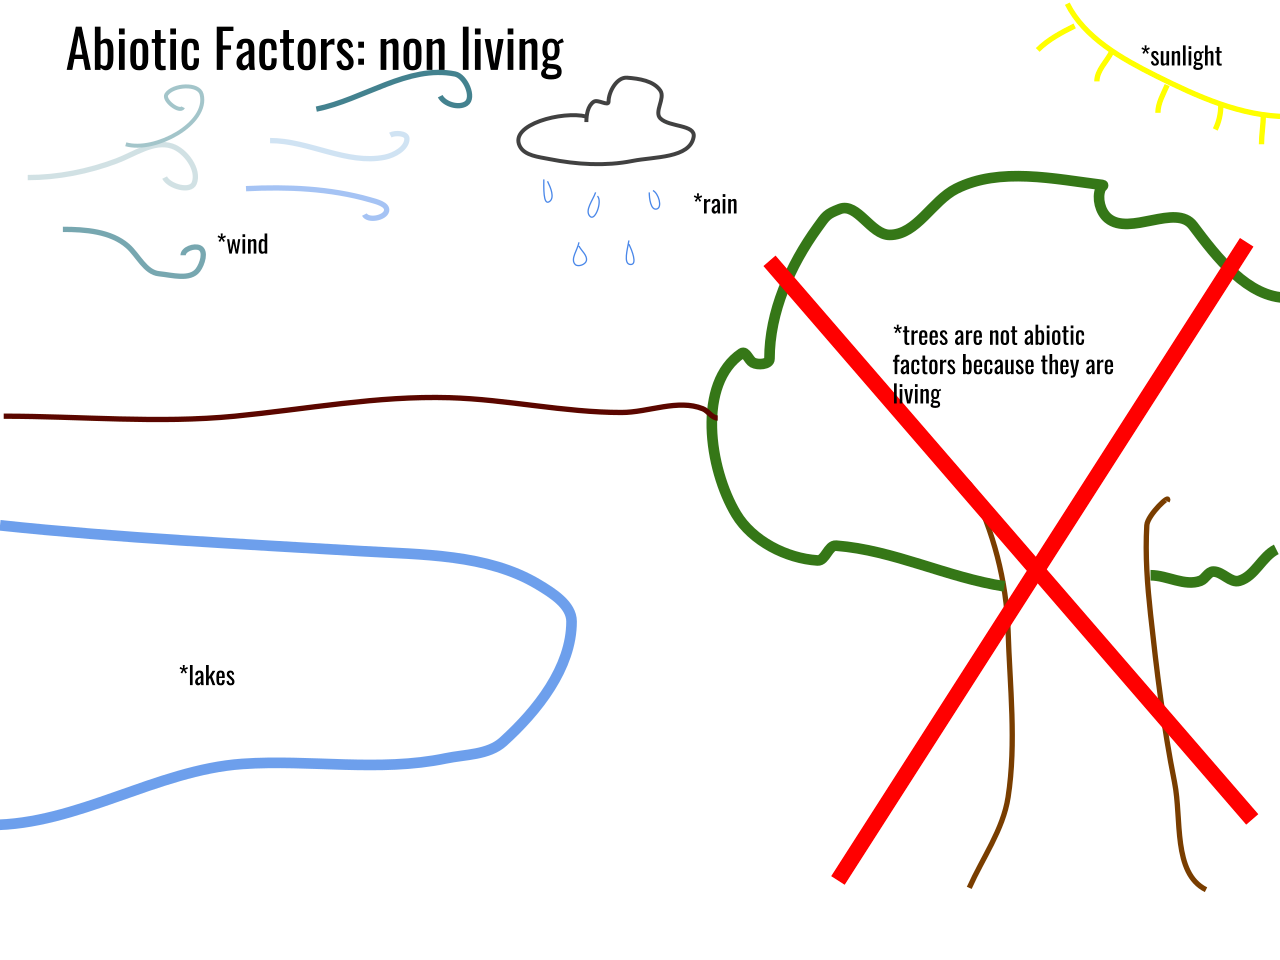 Abiotic Factors: non living
*sunlight
*rain
*wind
*trees are not abiotic
factors because they are
living
*lakes